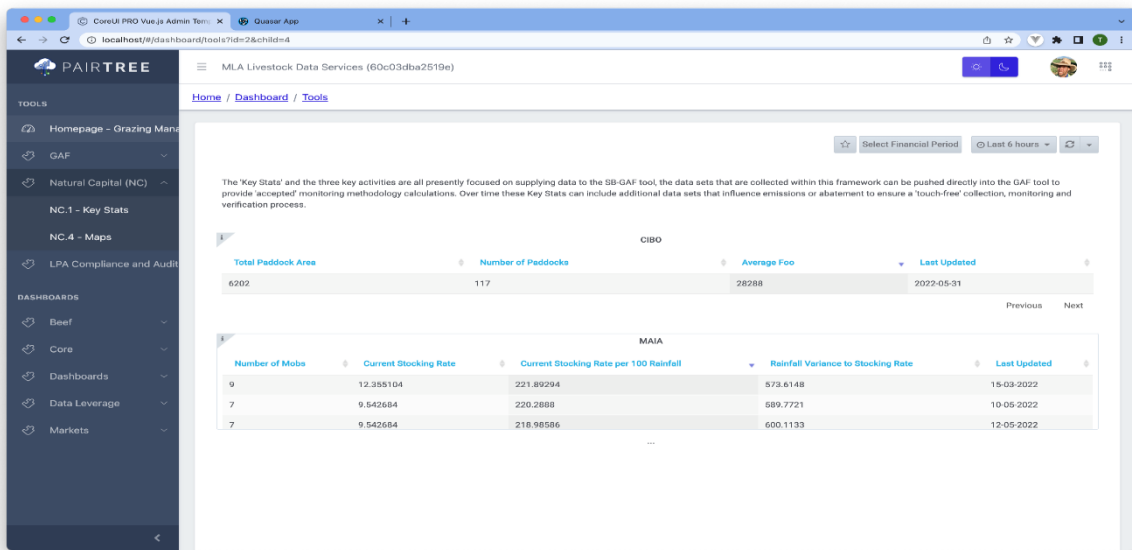 CoreUI PRO Vue.js Admin Tem
Quasar App
localhost/#/dashboard/tools?id=2&child=4
T
PAIRTREE
MLA Livestock Data Services (60c03dba2519e)
Home / Dashboard / Tools
TOOLS
Homepage - Grazing Mana
GAF
Natural Capital (NC)
NC.1 - Key Stats
NC.4 - Maps
LPA Compliance and Audit
DASHBOARDS
Beef
Core
Dashboards
Data Leverage
Markets
Select Financial Period
Last 6 hours
The 'Key Stats' and the three key activities are all presently focused on supplying data to the SB-GAF tool, the data sets that are collected within this framework can be pushed directly into the GAF tool to
provide 'accepted' monitoring methodology calculations. Over time these Key Stats can include additional data sets that influence emissions or abatement to ensure a 'touch-free' collection, monitoring and
verification process.
i
CIBO
Total Paddock Area Number of Paddocks Average Foo Last Updated
6202 117 28288 2022-05-31
Previous Next
i
MAIA
Number of Mobs Current Stocking Rate Current Stocking Rate per 100 Rainfall Rainfall Variance to Stocking Rate Last Updated
9 12.355104 221.89294 573.6148 15-03-2022
7 9.542684 220.2888 589.7721 10-05-2022
7 9.542684 218.98586 600.1133 12-05-2022
...